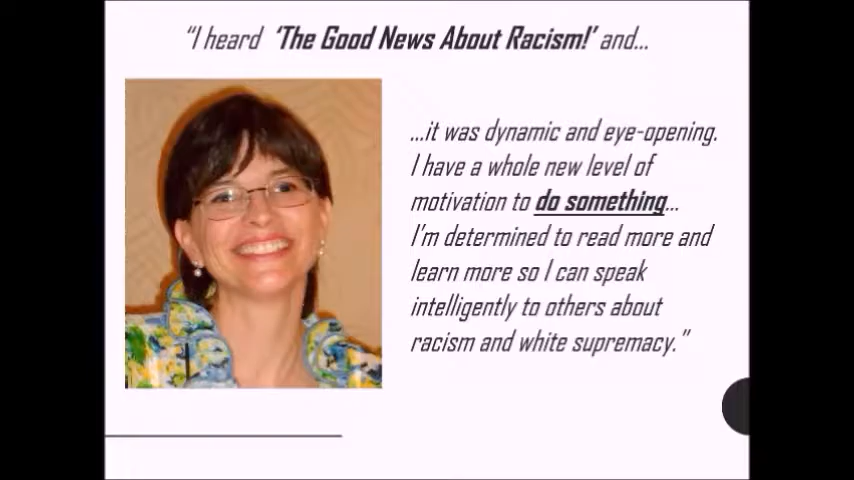 “I heard ‘The Good News About Racism!’ and...
...it was dynamic and eye-opening.
I have a whole new level of
motivation to do something...
I’m determined to read more and
learn more so I can speak
intelligently to others about
racism and white supremacy.”